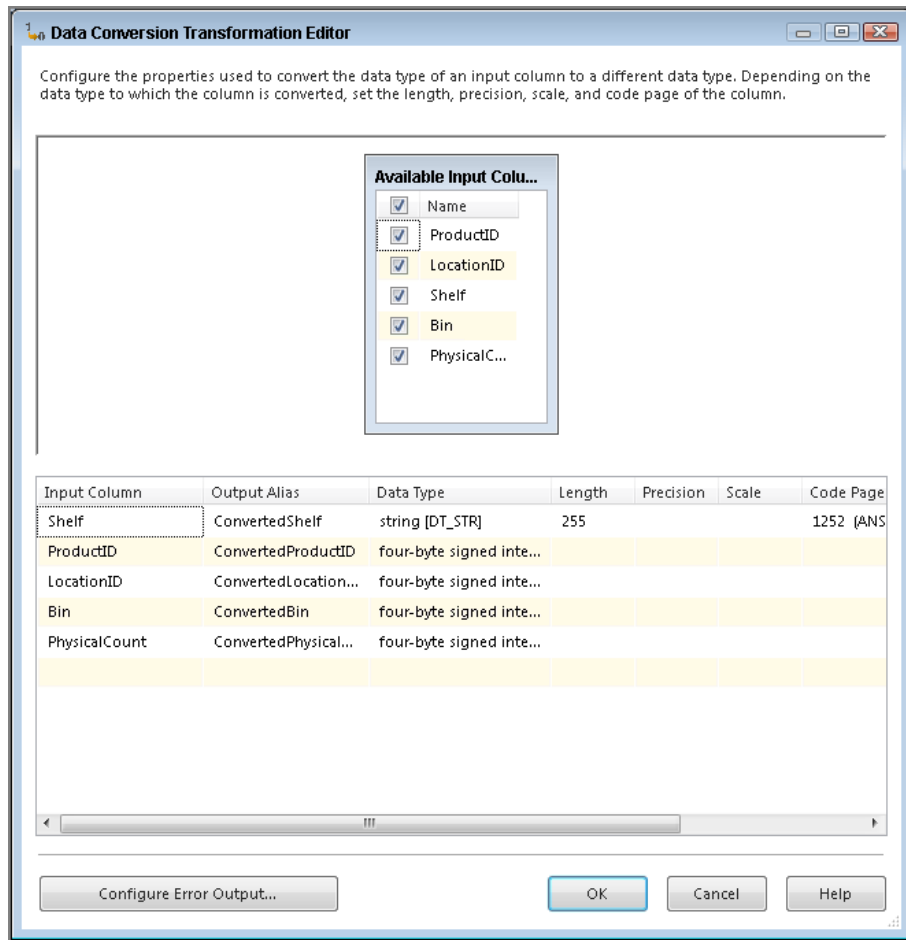 Data Conversion Transformation Editor
Configure the properties used to convert the data type of an input column to a different data type. Depending on the
data type to which the column is converted, set the length, precision, scale, and code page of the column.
Available Input Colu...
Name
ProductID
LocationID
Shelf
Bin
PhysicalC...
Input Column Output Alias Data Type Length Precision Scale Code Page
Shelf ConvertedShelf string [DT_STR] 255 1252 (ANS
ProductID ConvertedProductID four-byte signed inte...
LocationID ConvertedLocation... four-byte signed inte...
Bin ConvertedBin four-byte signed inte...
PhysicalCount ConvertedPhysical... four-byte signed inte...
Configure Error Output... OK Cancel Help